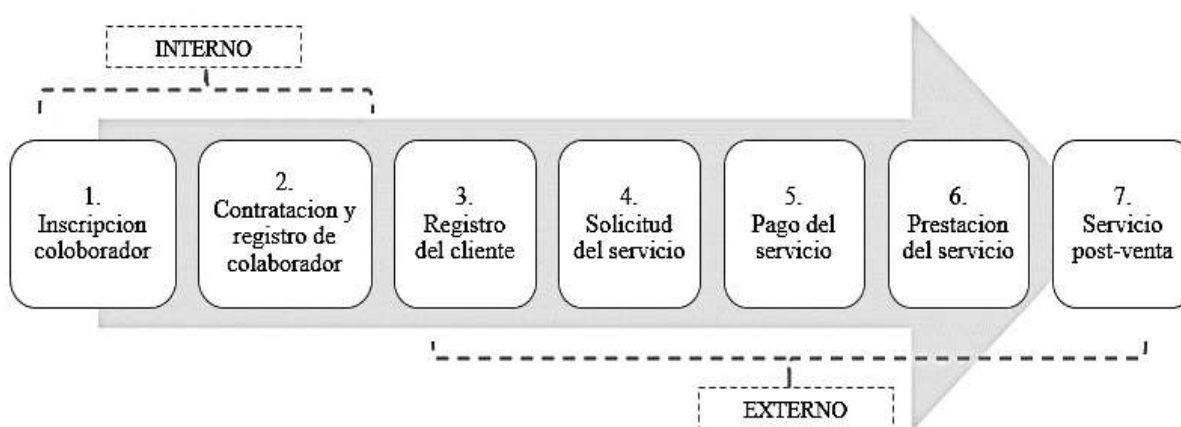 INTERNO
1.
Inscripcion
coloborador
2.
Contratacion y
registro de
colaborador
3.
Registro
del cliente
4.
Solicitud
del servicio
5.
Pago del
servicio
6.
Prestacion
del servicio
7.
Servicio
post-venta
EXTERNO